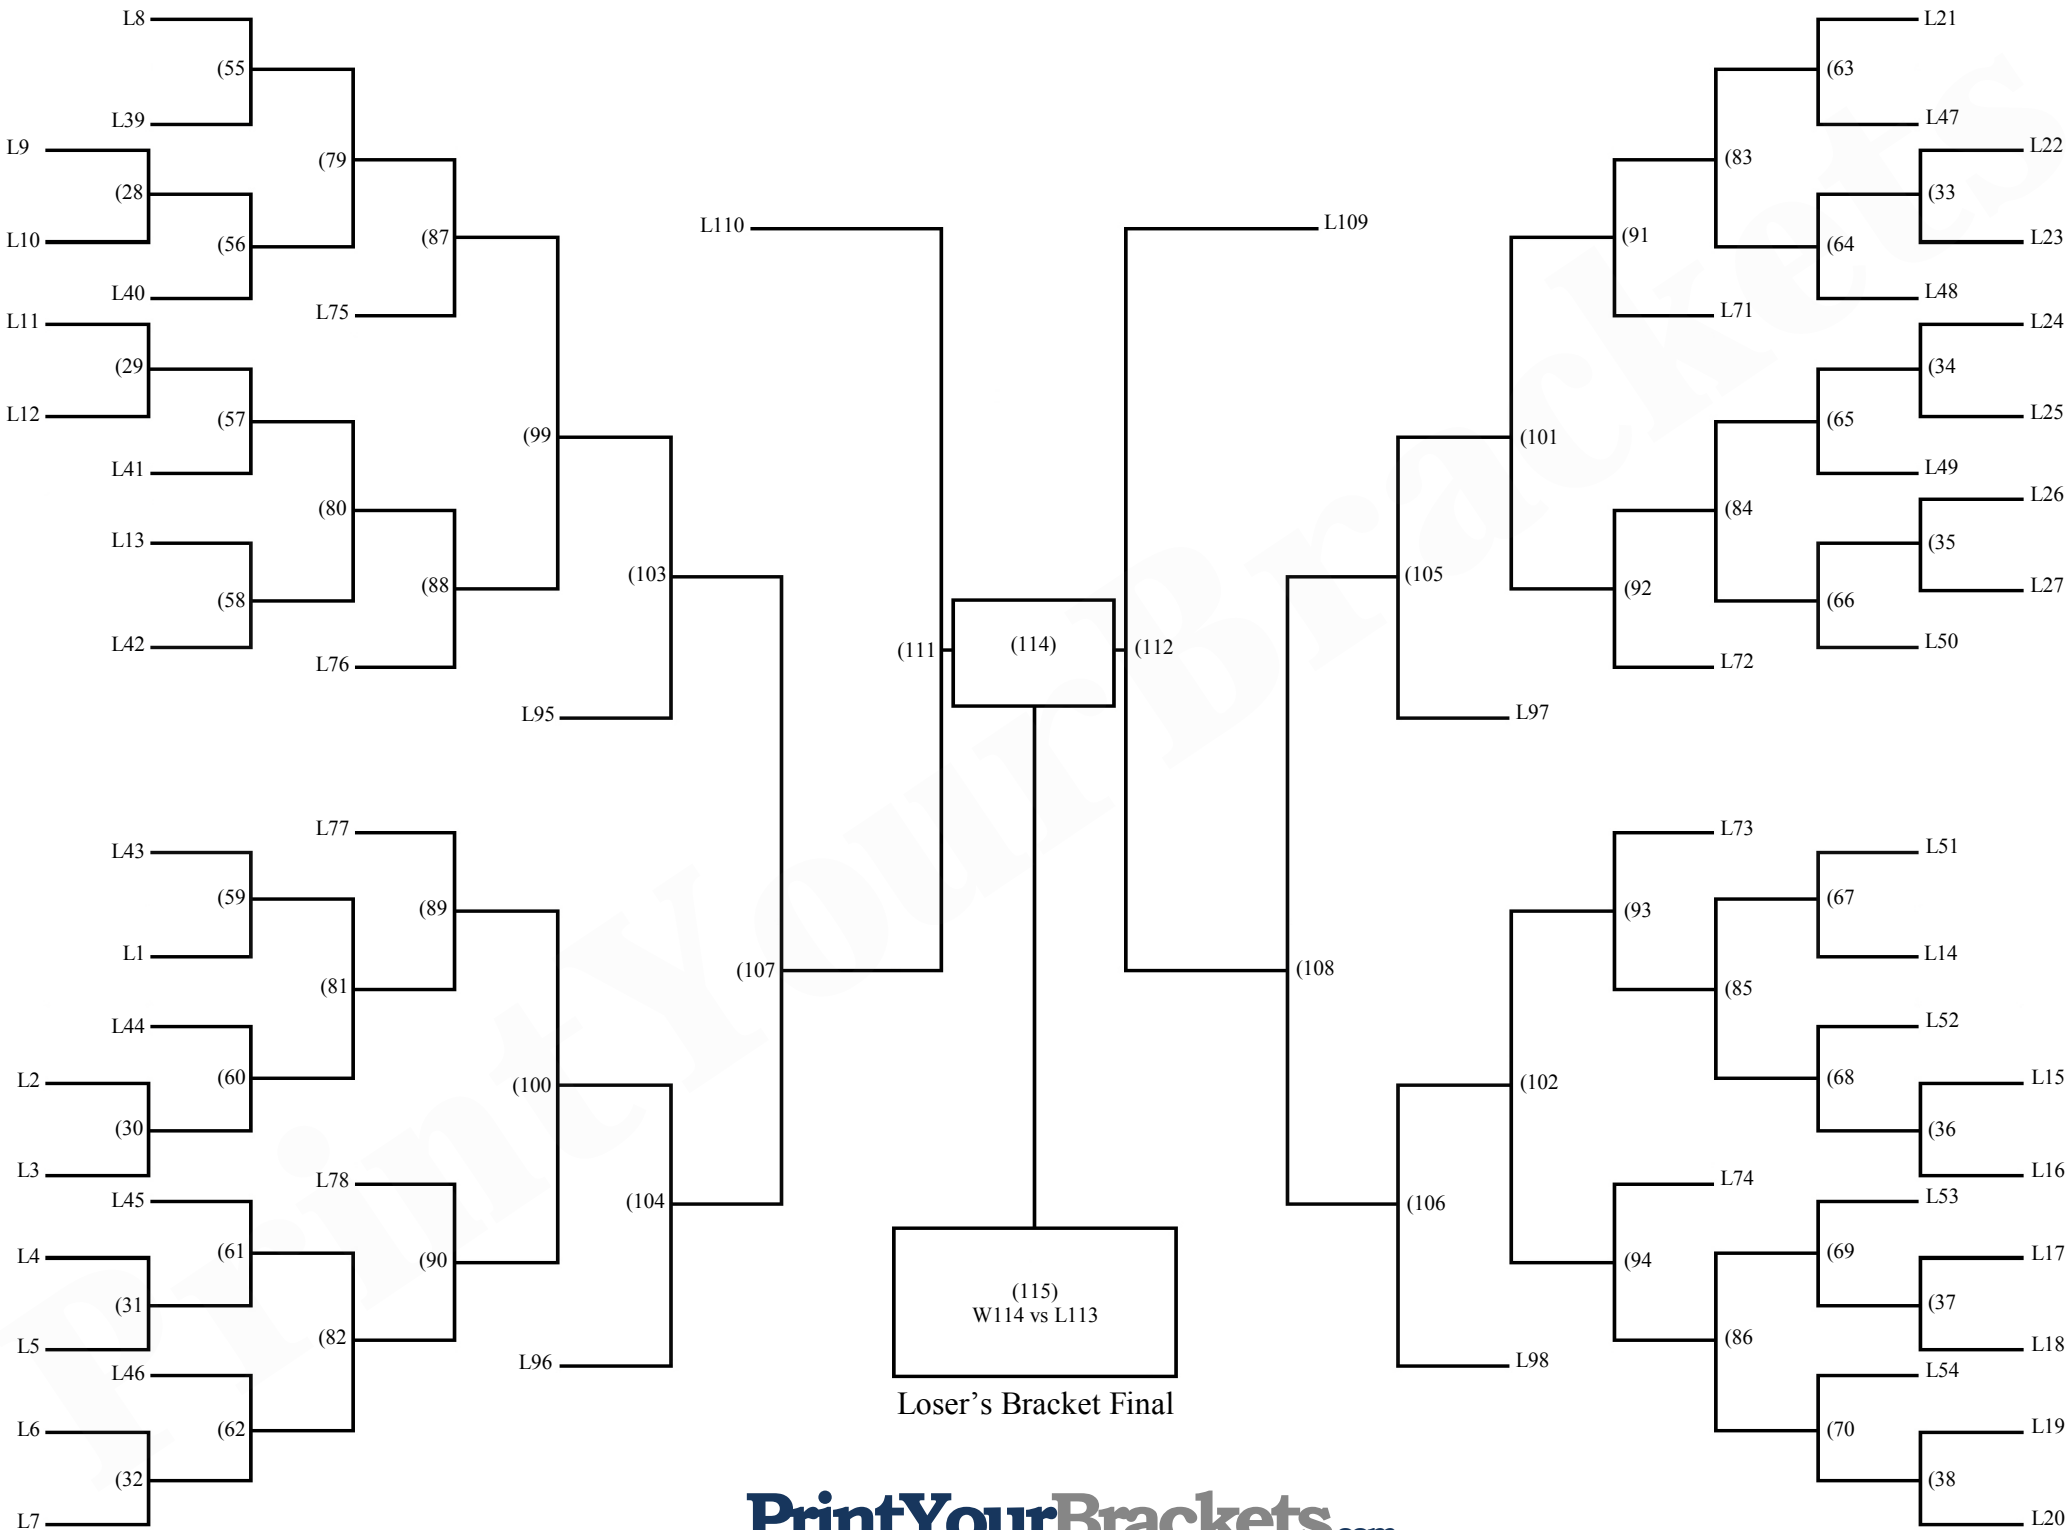 L8
L21
(55
(63
L39
L47
L9
L22
(79
(83
(28
(33
L10
L23
(56
(64
(87
(91
L110
L109
L40
L48
L75
L71
L11
L24
(29
(34
L12
L25
(57
(65
(99
(101
L41
L49
L26
(80
(84
L13
(35
(103
(105
(88
(92
L27
(58
(66
L42
L50
(111
(114)
(112
L76
L72
L95
L97
L77
L73
L43
L51
(59
(67
(89
(93
L1
L14
(107
(108
(81
(85
L44
L52
L2
L15
(60
(68
(100
(102
(30
(36
L3
L16
L78
L74
L45
L53
(104
(106
L4
L17
(61
(69
(90
(94
(31
(37
(115)
W114 vs L113
(82
(86
L5
L18
L96
L98
L46
L54
Loser’s Bracket Final
L6
L19
(62
(70
(32
(38
L7
L20
PrintYourBrackets.com
PrintYourBrackets